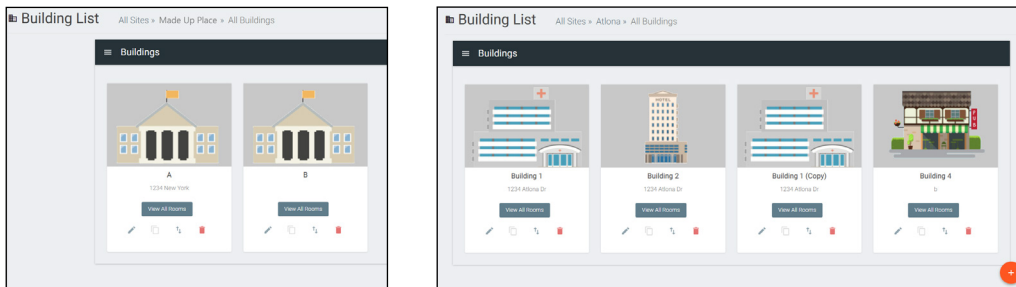 Building List All Sites » Made Up Place » All Buildings
Buildings
A
1234 New York
View All Rooms
B
View All Rooms
Building List All Sites » Atlona » All Buildings
Buildings
HOTEL
Building 1
1234 Atlona Dr
View All Rooms
Building 2
1234 Atlona Dr
View All Rooms
Building 1 (Copy)
1234 Atlona Dr
View All Rooms
PUB
Building 4
b
View All Rooms